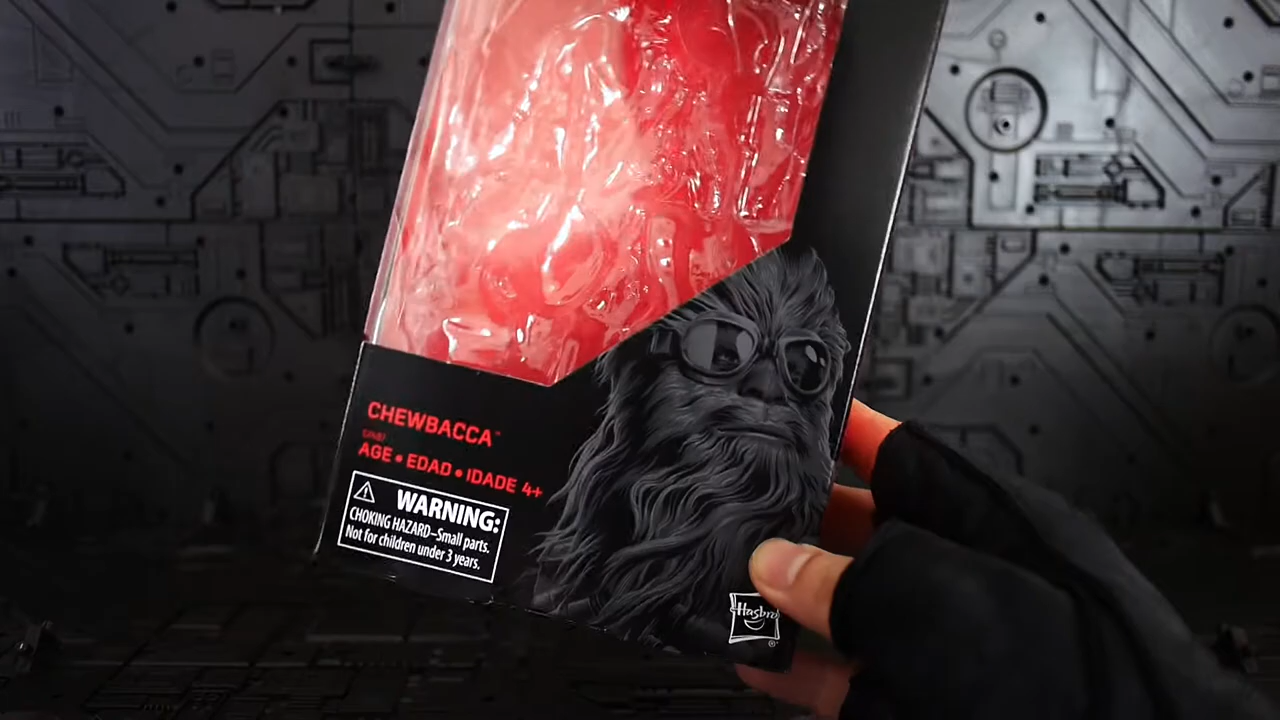 CHEWBACCA™
AGE • EDAD • IDADE 4+
WARNING:
CHOKING HAZARD–Small parts.
Not for children under 3 years.
Hasbro
®